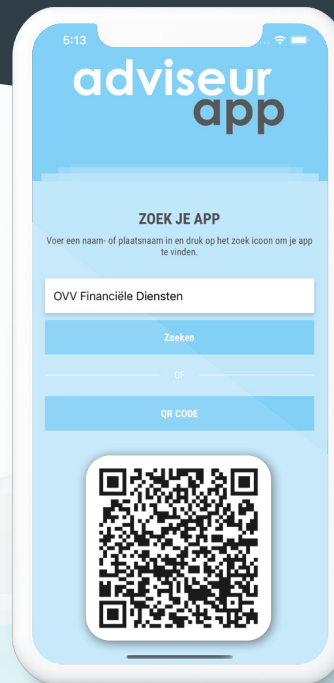 5:13
adviseur
app
ZOEK JE APP
Voer een naam- of plaatsnaam in en druk op het zoek icoon om je app
te vinden.
OVV Financiële Diensten
Zoeken
OF
QR CODE